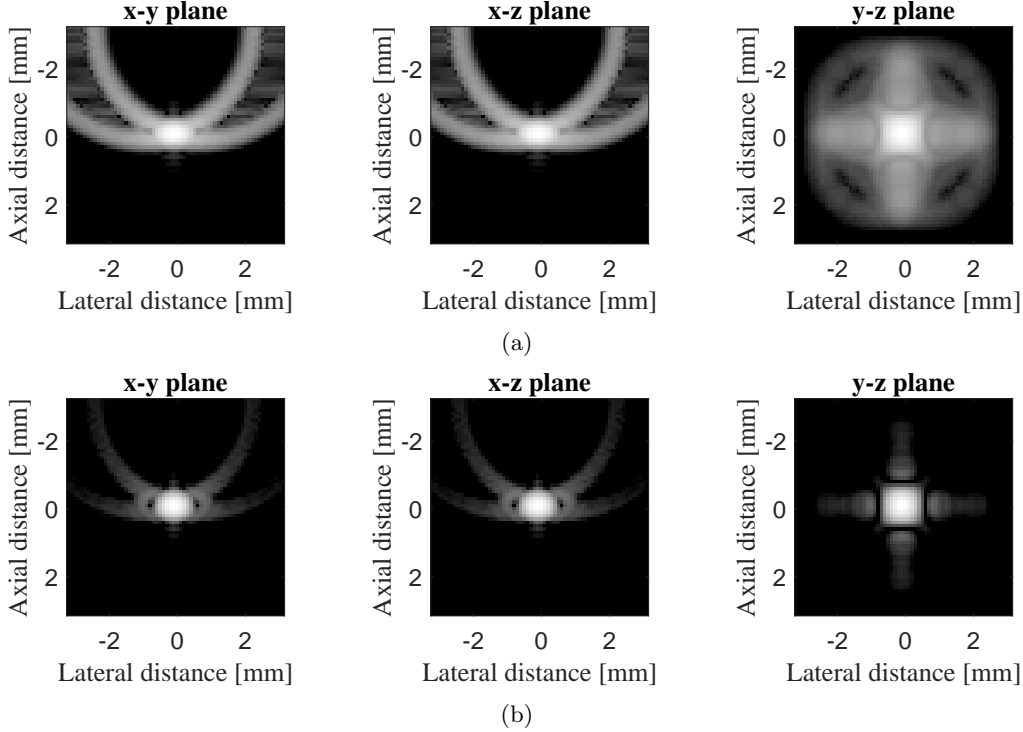 x-y plane x-z plane y-z plane
Axial distance [mm] -2 0 2 Axial distance [mm] -2 0 2 Axial distance [mm] -2 0 2
-2 0 2 -2 0 2 -2 0 2
Lateral distance [mm] Lateral distance [mm] Lateral distance [mm]
(a)
x-y plane x-z plane y-z plane
Axial distance [mm] -2 0 2 Axial distance [mm] -2 0 2 Axial distance [mm] -2 0 2
-2 0 2 -2 0 2 -2 0 2
Lateral distance [mm] Lateral distance [mm] Lateral distance [mm]
(b)